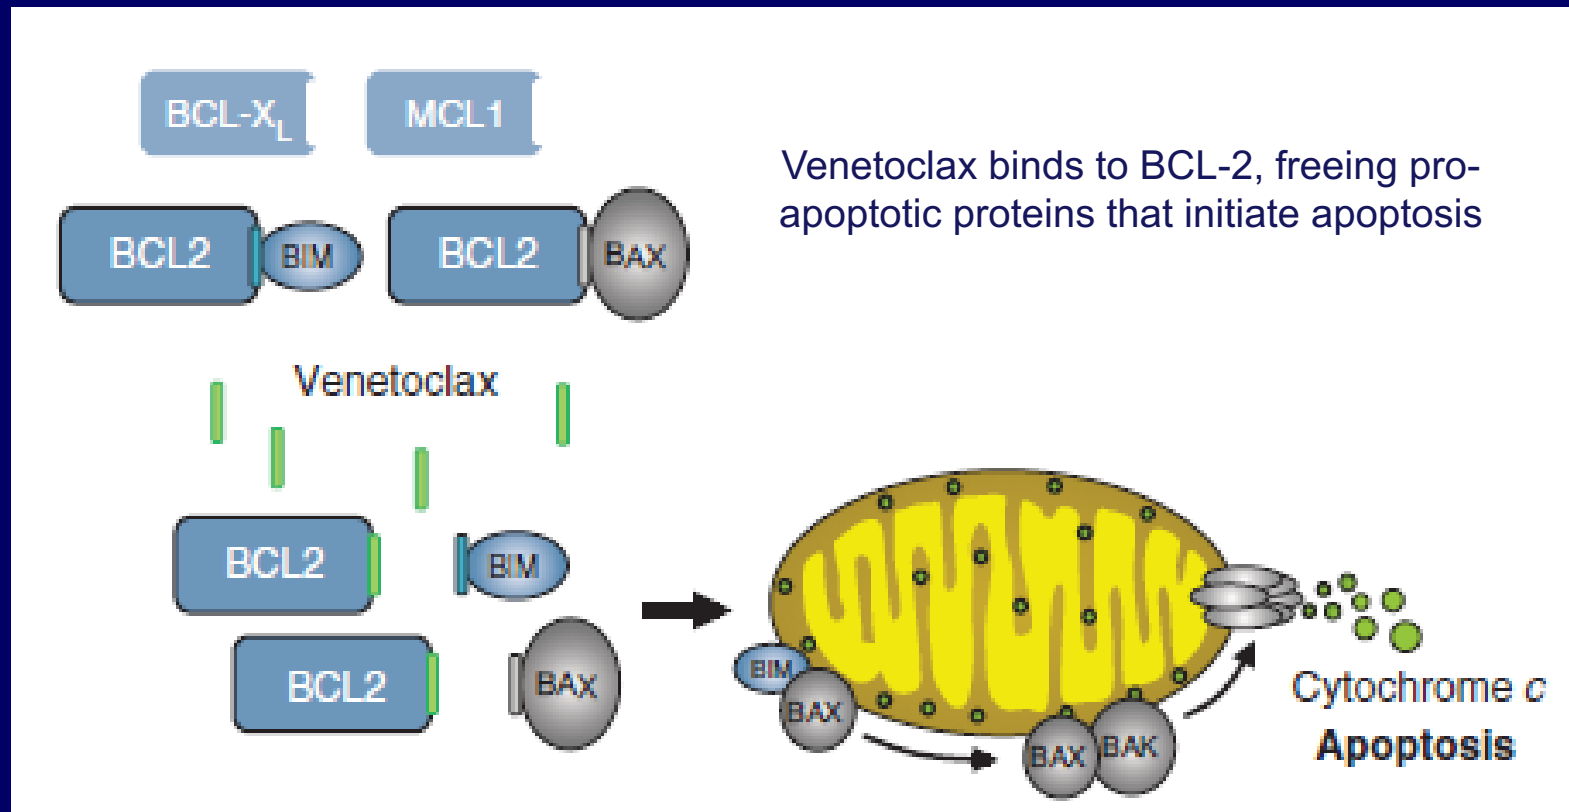 BCL-XL
MCL1
Venetoclax binds to BCL-2, freeing pro-
apoptotic proteins that initiate apoptosis
BCL2
BIM
BCL2
BAX
Venetoclax
BCL2
BIM
BCL2
BAX
BIM
BAX
BAX
BAK
Cytochrome c
Apoptosis